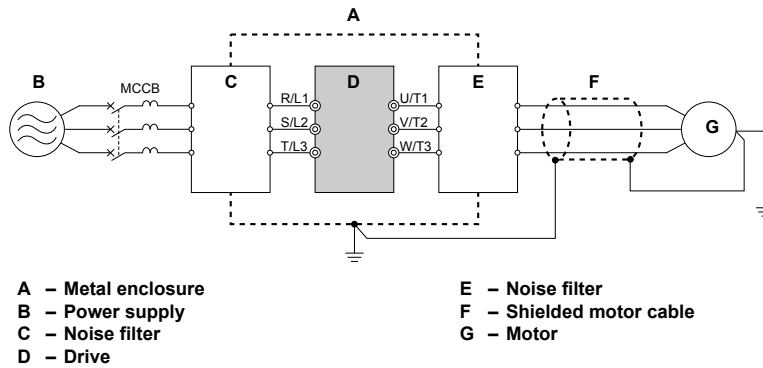 A
B
MCCB
C
R/L1
D
U/T1
E
F
S/L2
V/T2
G
T/L3
W/T3
A – Metal enclosure
B – Power supply
C – Noise filter
D – Drive
E – Noise filter
F – Shielded motor cable
G – Motor